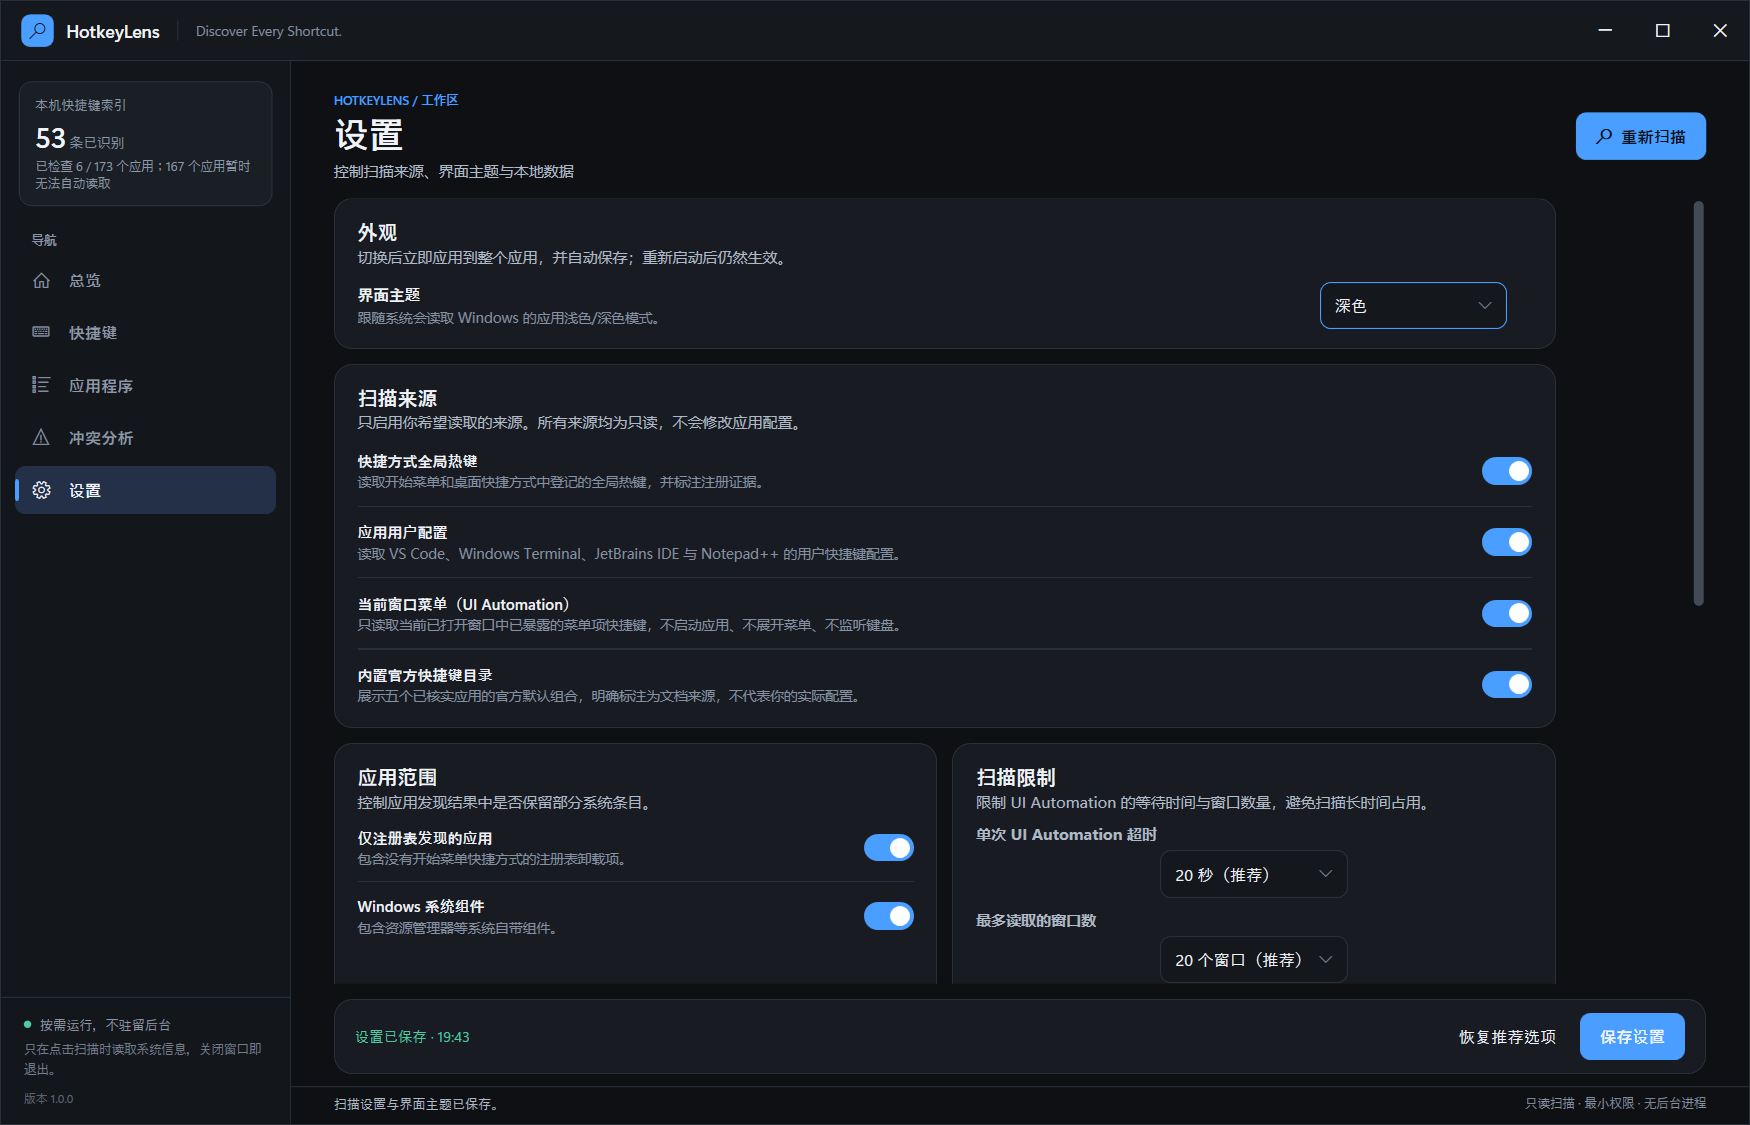 HotkeyLens
Discover Every Shortcut.
本机快捷键索引
53 条已识别
已检查 6 / 173 个应用；167 个应用暂时
无法自动读取
导航
总览
快捷键
应用程序
冲突分析
设置
按需运行，不驻留后台
只在点击扫描时读取系统信息，关闭窗口即
退出。
版本 1.0.0
HOTKEYLENS / 工作区
设置
控制扫描来源、界面主题与本地数据
重新扫描
外观
切换后立即应用到整个应用，并自动保存；重新启动后仍然生效。
界面主题
跟随系统会读取 Windows 的应用浅色/深色模式。
深色
扫描来源
只启用你希望读取的来源。所有来源均为只读，不会修改应用配置。
快捷方式全局热键
读取开始菜单和桌面快捷方式中登记的全局热键，并标注注册证据。
应用用户配置
读取 VS Code、Windows Terminal、JetBrains IDE 与 Notepad++ 的用户快捷键配置。
当前窗口菜单（UI Automation）
只读取当前已打开窗口中已暴露的菜单项快捷键，不启动应用、不展开菜单、不监听键盘。
内置官方快捷键目录
展示五个已核实应用的官方默认组合，明确标注为文档来源，不代表你的实际配置。
应用范围
控制应用发现结果中是否保留部分系统条目。
仅注册表发现的应用
包含没有开始菜单快捷方式的注册表卸载项。
Windows 系统组件
包含资源管理器等系统自带组件。
扫描限制
限制 UI Automation 的等待时间与窗口数量，避免扫描长时间占用。
单次 UI Automation 超时
20 秒（推荐）
最多读取的窗口数
20 个窗口（推荐）
设置已保存 · 19:43
恢复推荐选项
保存设置
扫描设置与界面主题已保存。
只读扫描 · 最小权限 · 无后台进程